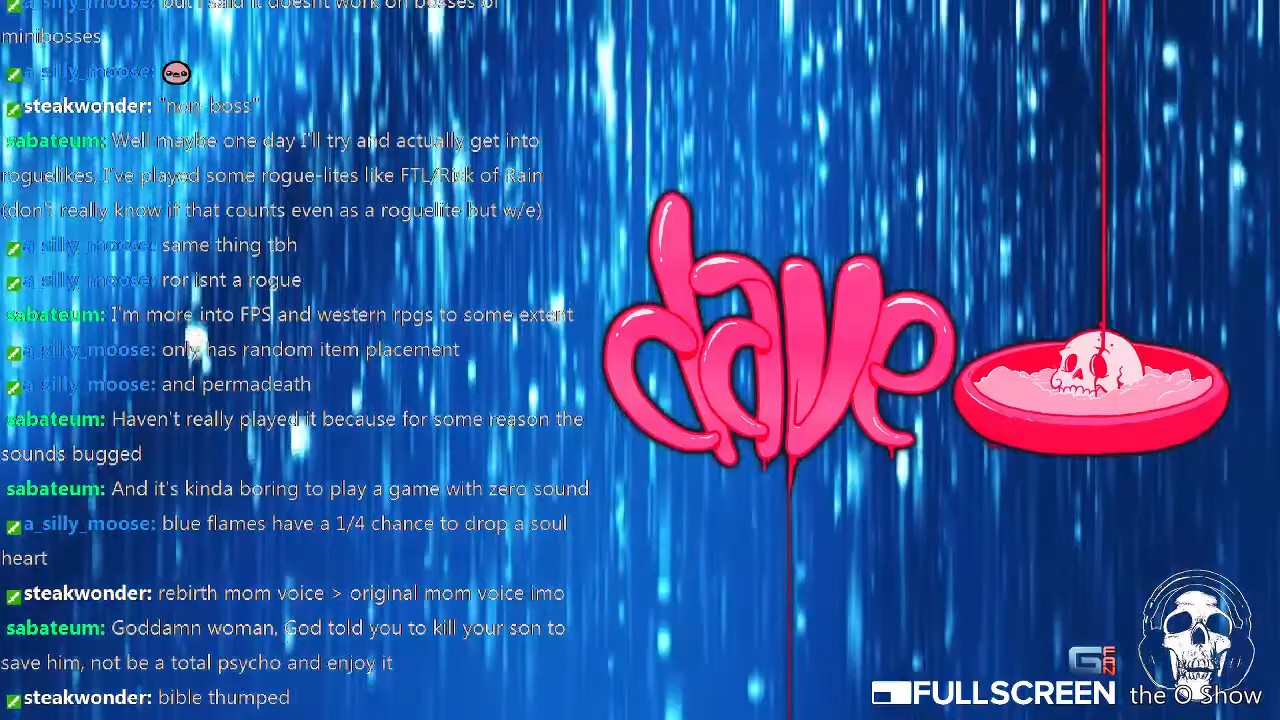 a_silly_moose: but i said it doesnt work on bosses or
minibosses
a_silly_moose:
steakwonder: "non-boss"
sabateum: Well maybe one day I'll try and actually get into
roguelikes, I've played some rogue-lites like FTL/Risk of Rain
(don't really know if that counts even as a roguelite but w/e)
a_silly_moose: same thing tbh
a_silly_moose: ror isnt a rogue
sabateum: I'm more into FPS and western rpgs to some extent
a_silly_moose: only has random item placement
a_silly_moose: and permadeath
sabateum: Haven't really played it because for some reason the
sounds bugged
sabateum: And it's kinda boring to play a game with zero sound
a_silly_moose: blue flames have a 1/4 chance to drop a soul
heart
steakwonder: rebirth mom voice > original mom voice imo
sabateum: Goddamn woman, God told you to kill your son to
save him, not be a total psycho and enjoy it
steakwonder: bible thumped
dave
G FAN
FULLSCREEN
the O Show